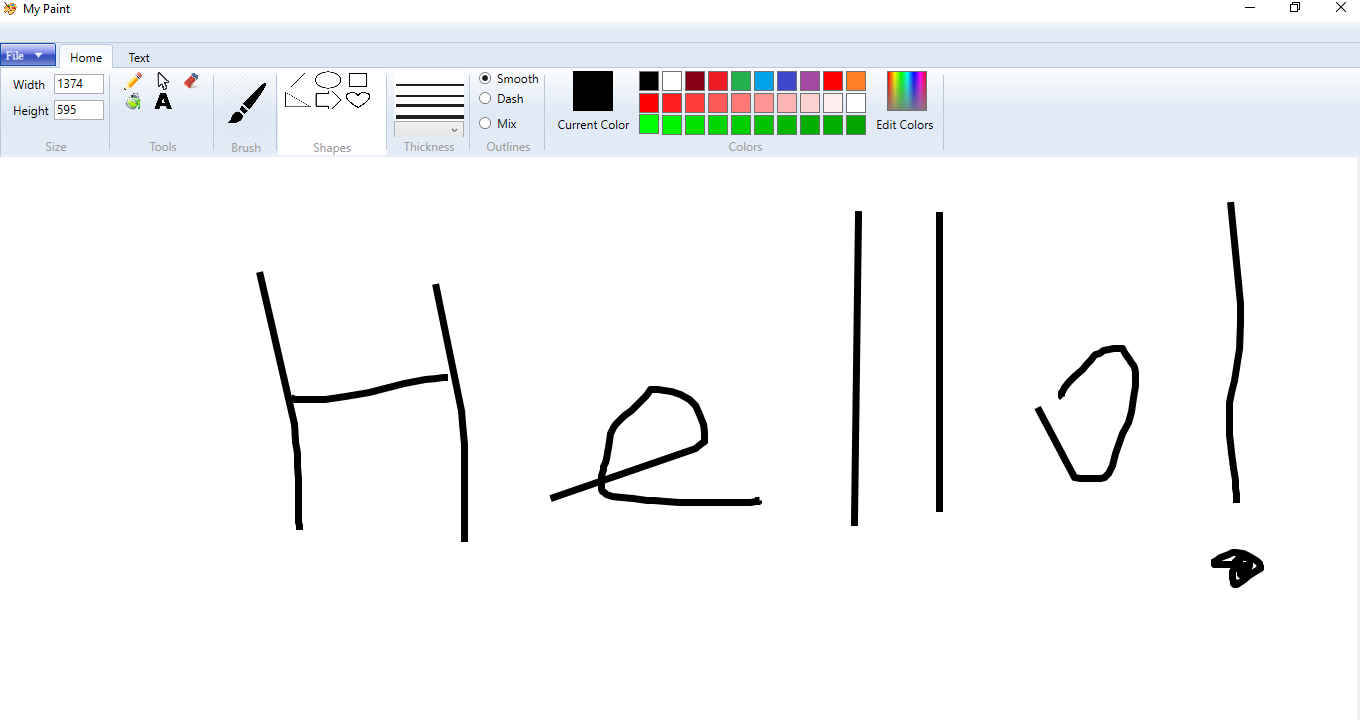 My Paint
File Home Text
Width 1374
Height 595
Size
Tools
A
Brush
Shapes
Thickness
Smooth
Dash
Mix
Outlines
Current Color
Edit Colors
Colors
Hello!